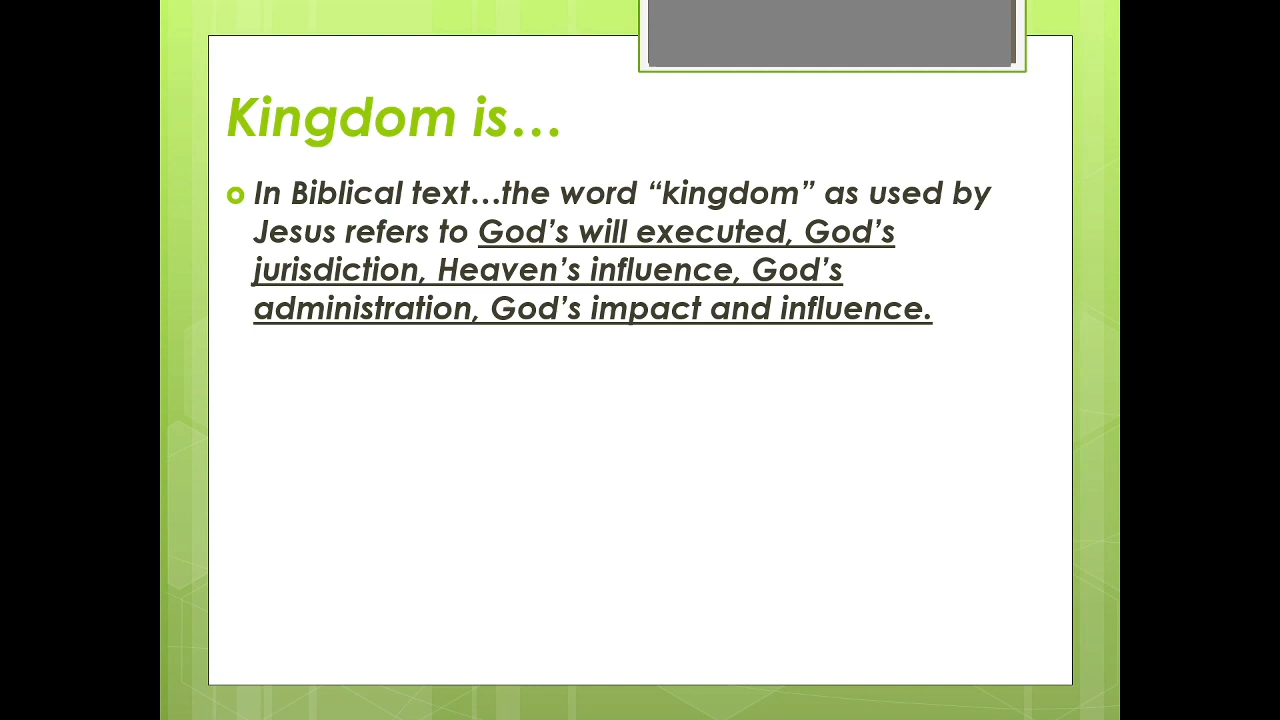 Kingdom is…
In Biblical text…the word “kingdom” as used by
Jesus refers to God’s will executed, God’s
jurisdiction, Heaven’s influence, God’s
administration, God’s impact and influence.